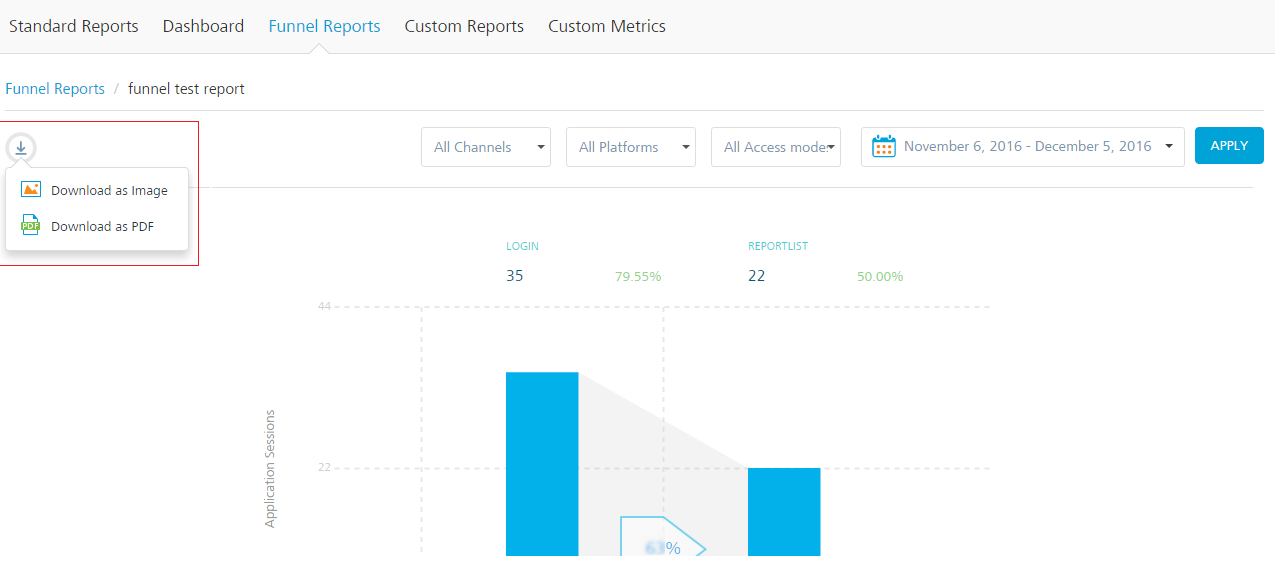 Standard Reports Dashboard Funnel Reports Custom Reports Custom Metrics
Funnel Reports / funnel test report
All Channels All Platforms All Access mode: November 6, 2016 - December 5, 2016 APPLY
Download as Image
PDF Download as PDF
LOGIN REPORTLIST
35 79.55% 22 50.00%
44
22
Application Sessions
63%